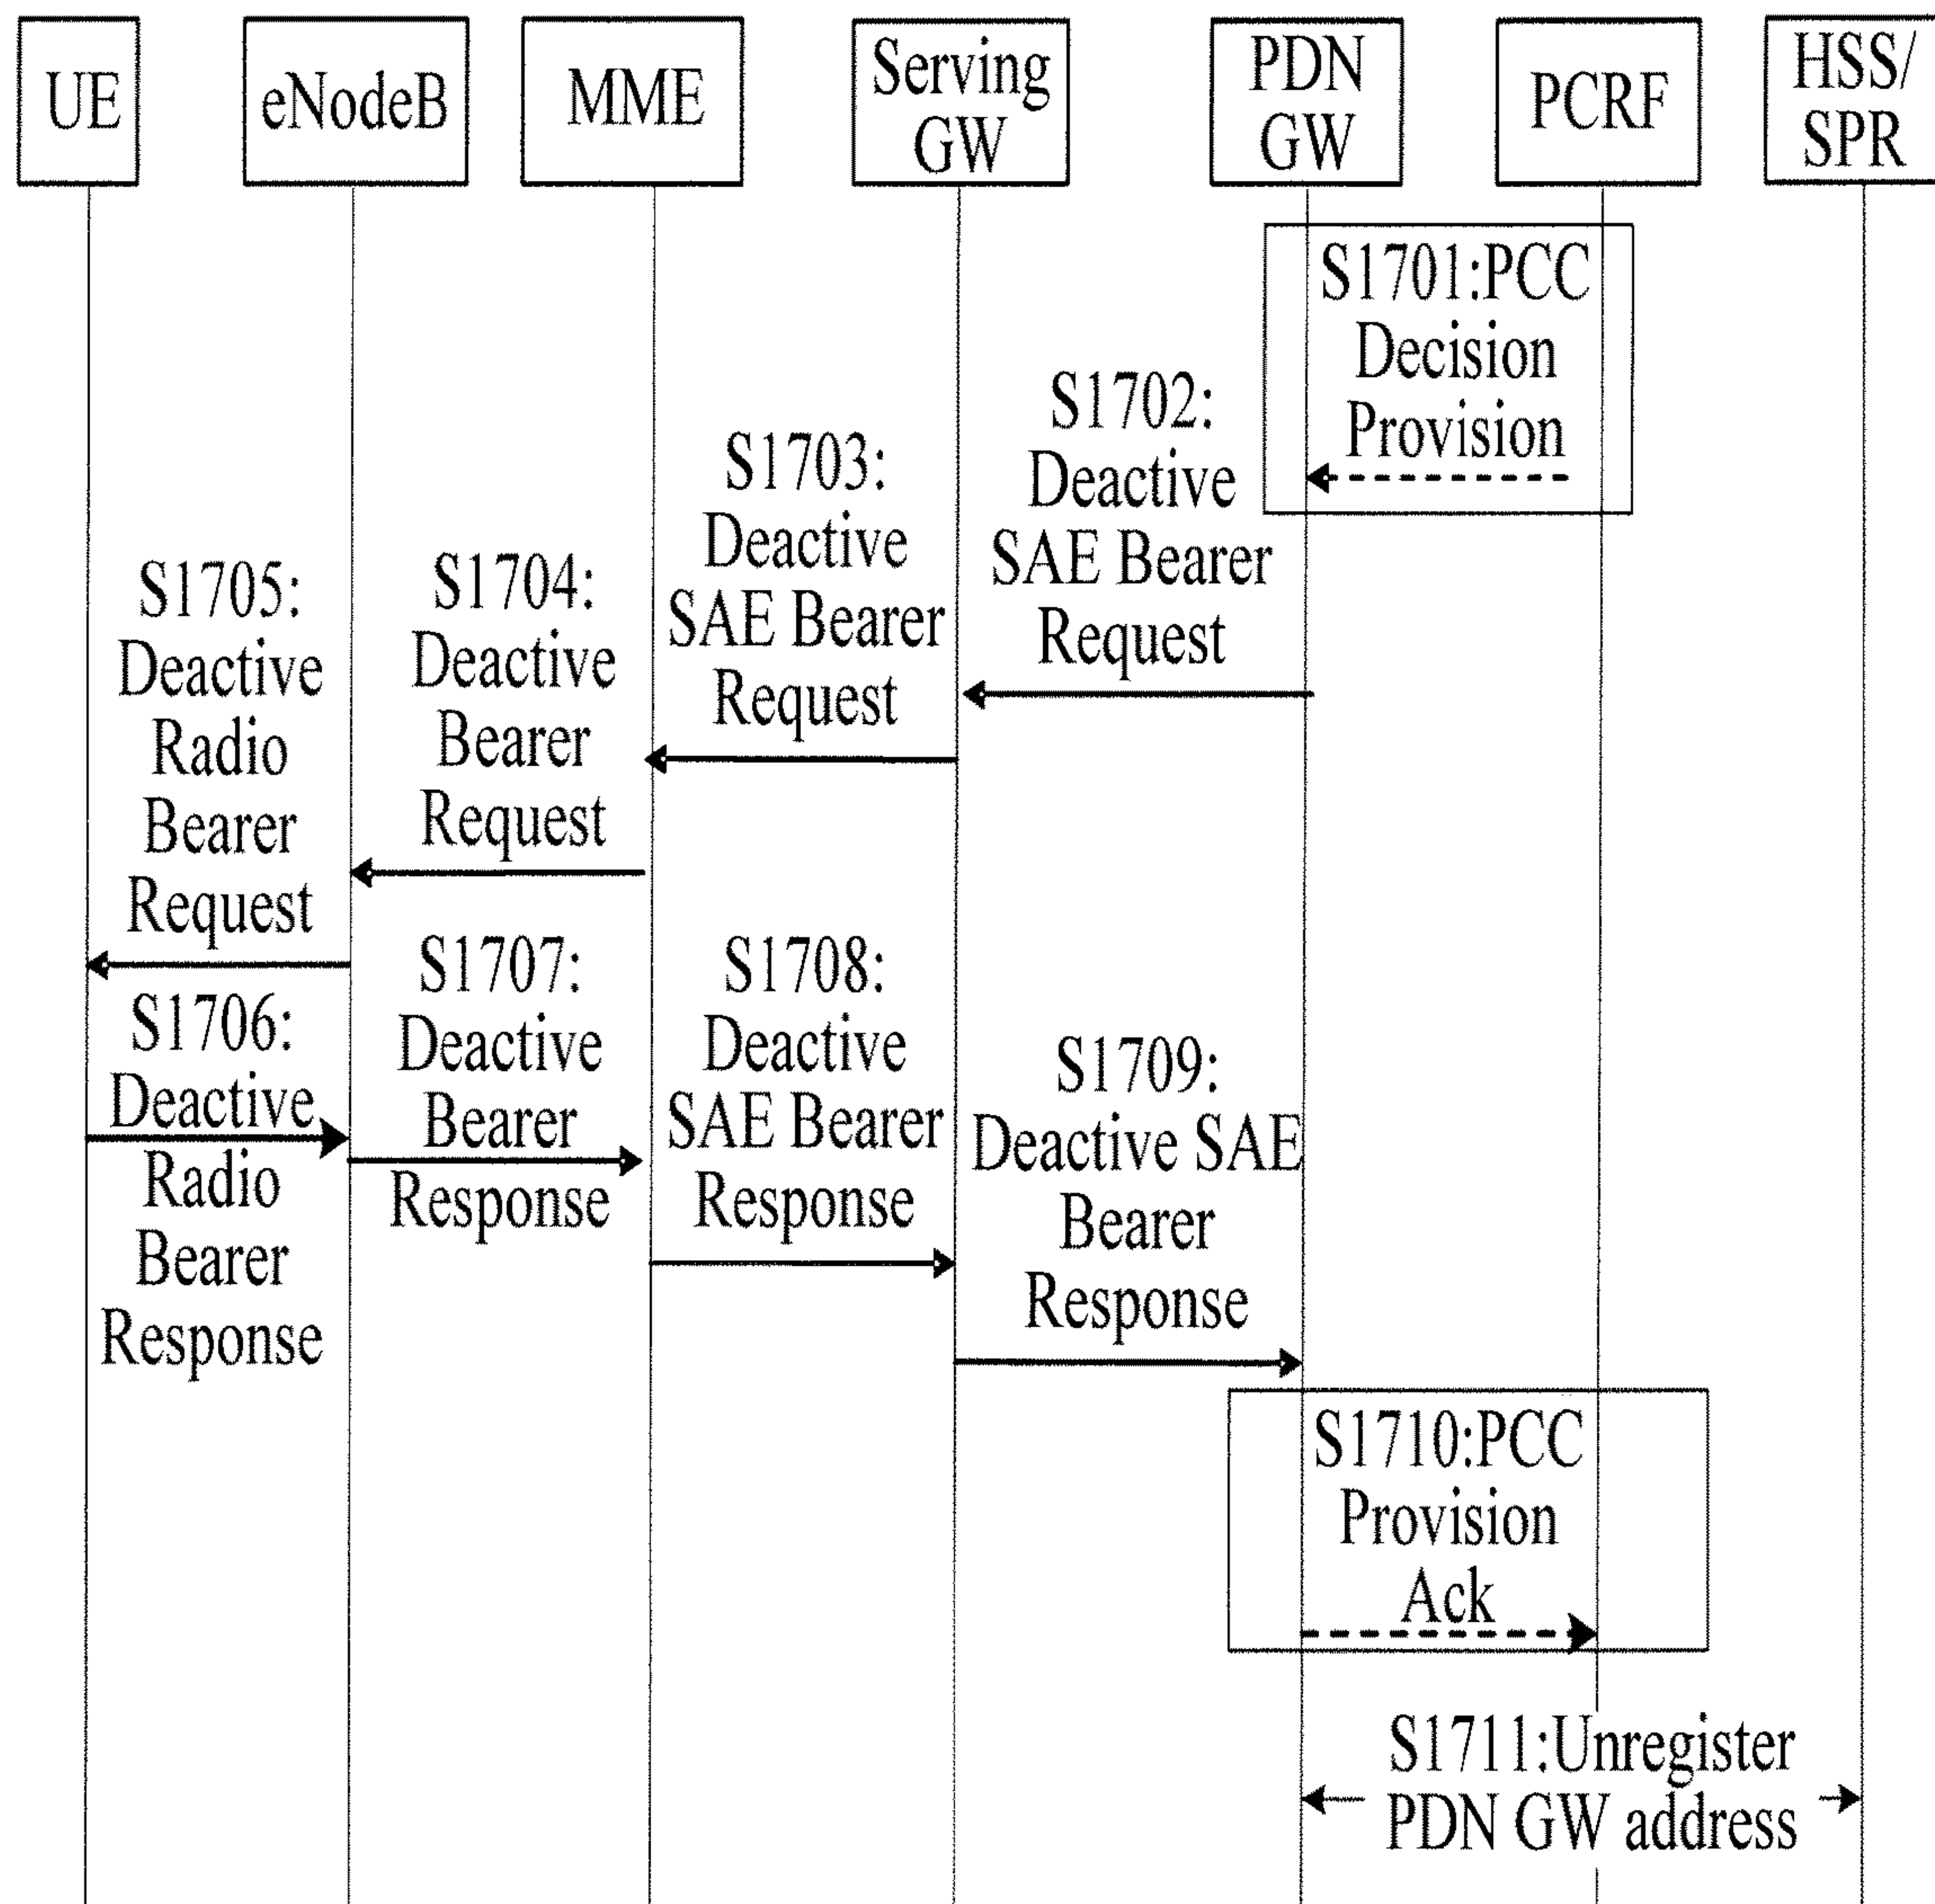 UE
eNodeB
MME
Serving
GW
PDN
GW
PCRF
HSS/
SPR
S1701:PCC
Decision
Provision
S1702:
Deactive
SAE Bearer
Request
S1703:
Deactive
SAE Bearer
Request
S1704:
Deactive
Bearer
Request
S1705:
Deactive
Radio
Bearer
Request
S1706:
Deactive
Radio
Bearer
Response
S1707:
Deactive
Bearer
Response
S1708:
Deactive
SAE Bearer
Response
S1709:
Deactive SAE
Bearer
Response
S1710:PCC
Provision
Ack
S1711:Unregister
PDN GW address